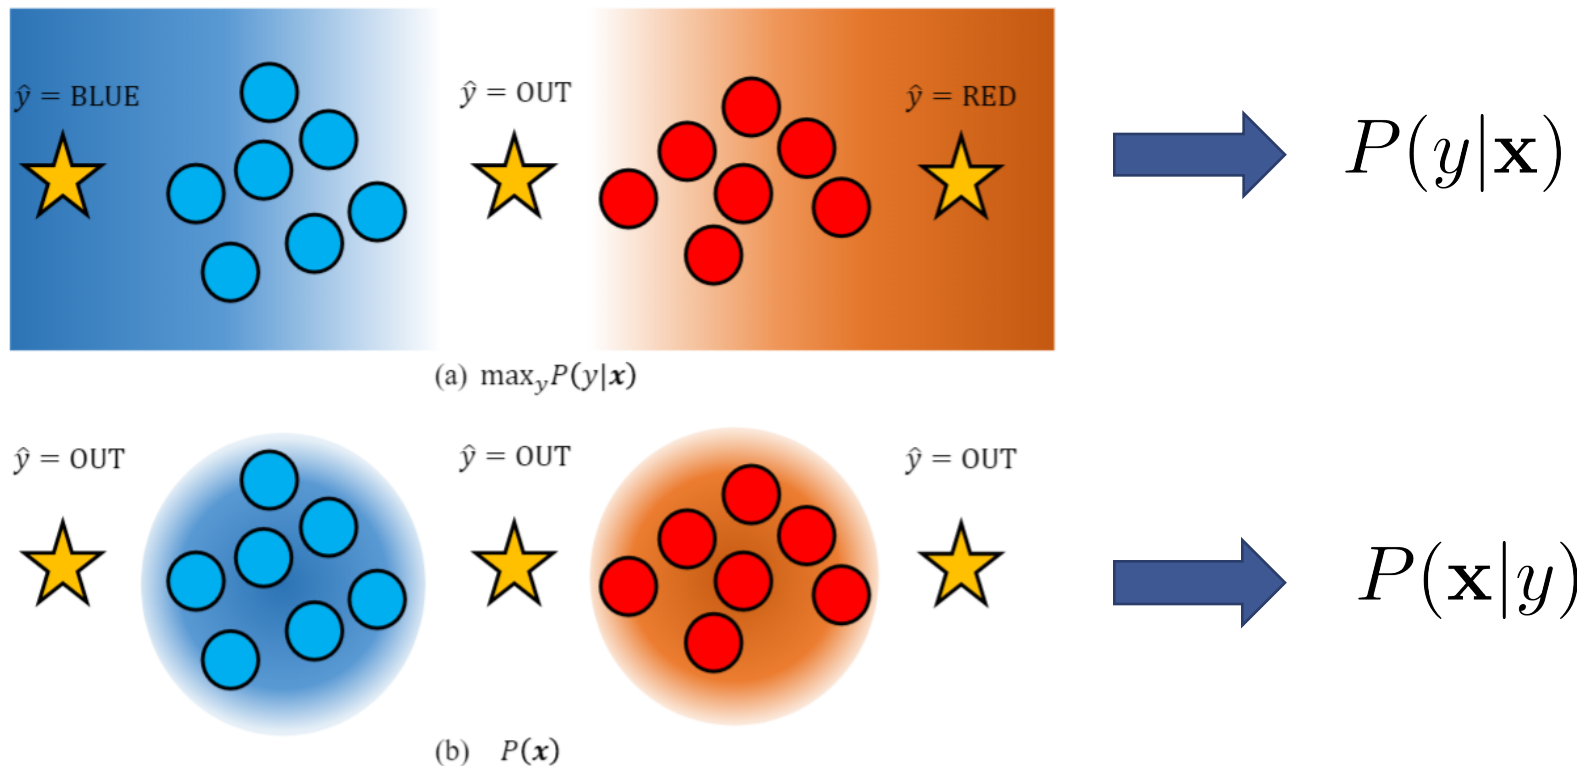 ŷ = BLUE
ŷ = OUT
ŷ = RED
P(y|x)
(a) max_y P(y|x)
ŷ = OUT
ŷ = OUT
ŷ = OUT
P(x|y)
(b) P(x)